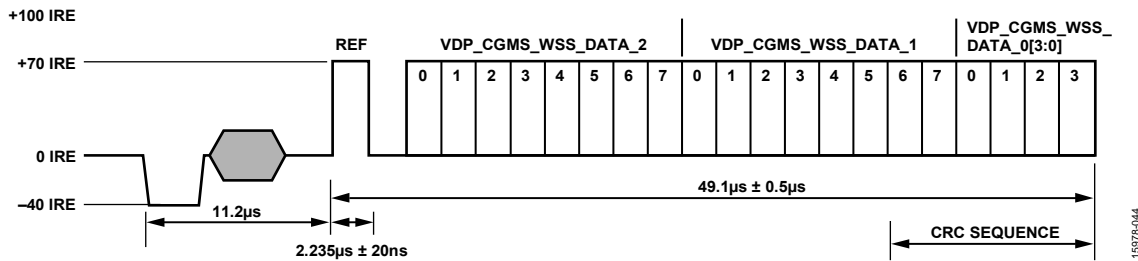 +100 IRE
REF
VDP_CGMS_WSS_DATA_2
VDP_CGMS_WSS_DATA_1
VDP_CGMS_WSS_
DATA_0[3:0]
+70 IRE
0 1 2 3 4 5 6 7 0 1 2 3 4 5 6 7 0 1 2 3
0 IRE
–40 IRE
49.1µs ± 0.5µs
11.2µs
2.235µs ± 20ns
CRC SEQUENCE
15978-044